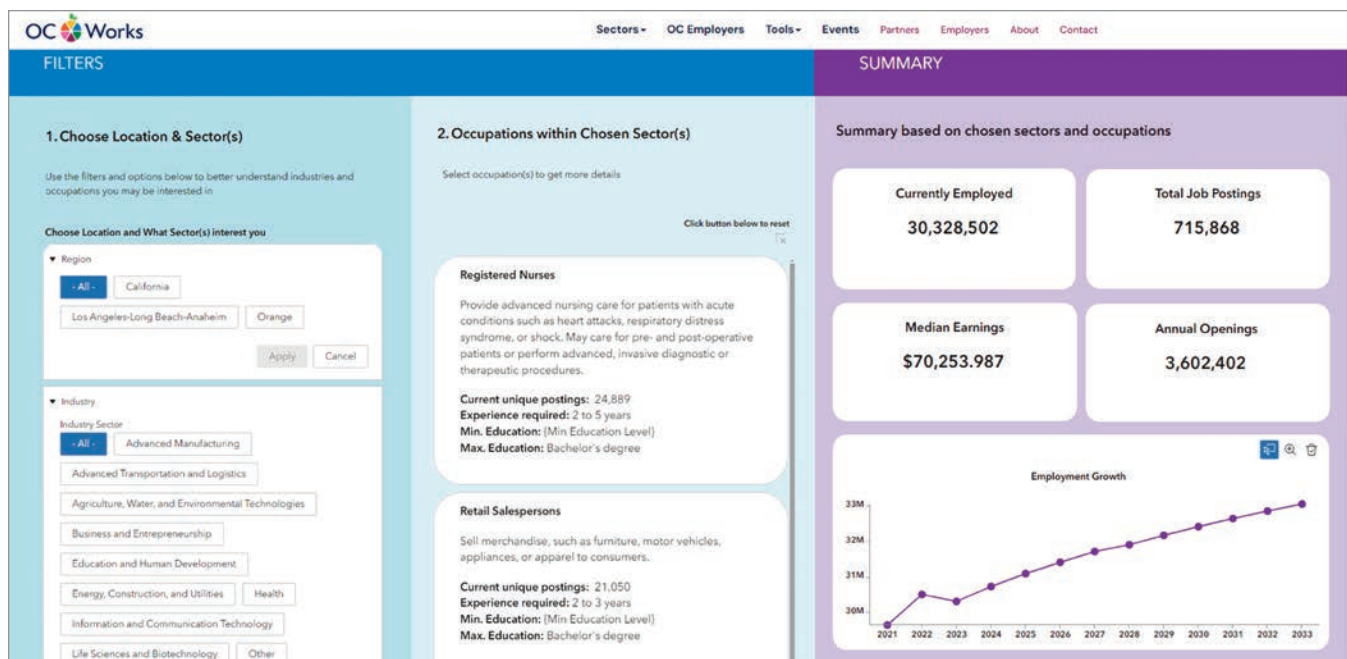 OC Works
Sectors
OC Employers
Tools
Events
Partners
Employers
About
Contact
FILTERS
1. Choose Location & Sector(s)
Use the filters and options below to better understand industries and
occupations you may be interested in
Choose Location and What Sector(s) interest you
Region
- All -
California
Los Angeles-Long Beach-Anaheim
Orange
Apply
Cancel
Industry
Industry Sector
- All -
Advanced Manufacturing
Advanced Transportation and Logistics
Agriculture, Water, and Environmental Technologies
Business and Entrepreneurship
Education and Human Development
Energy, Construction, and Utilities
Health
Information and Communication Technology
Life Sciences and Biotechnology
Other
2. Occupations within Chosen Sector(s)
Select occupation(s) to get more details
Click button below to reset
Registered Nurses
Provide advanced nursing care for patients with acute
conditions such as heart attacks, respiratory distress
syndrome, or shock. May care for pre- and post-operative
patients or perform advanced, invasive diagnostic or
therapeutic procedures.
Current unique postings: 24,889
Experience required: 2 to 5 years
Min. Education: {Min Education Level}
Max. Education: Bachelor's degree
Retail Salespersons
Sell merchandise, such as furniture, motor vehicles,
appliances, or apparel to consumers.
Current unique postings: 21,050
Experience required: 2 to 3 years
Min. Education: {Min Education Level}
Max. Education: Bachelor's degree
SUMMARY
Summary based on chosen sectors and occupations
Currently Employed
30,328,502
Total Job Postings
715,868
Median Earnings
$70,253.987
Annual Openings
3,602,402
Employment Growth
33M
32M
31M
30M
2021 2022 2023 2024 2025 2026 2027 2028 2029 2030 2031 2032 2033